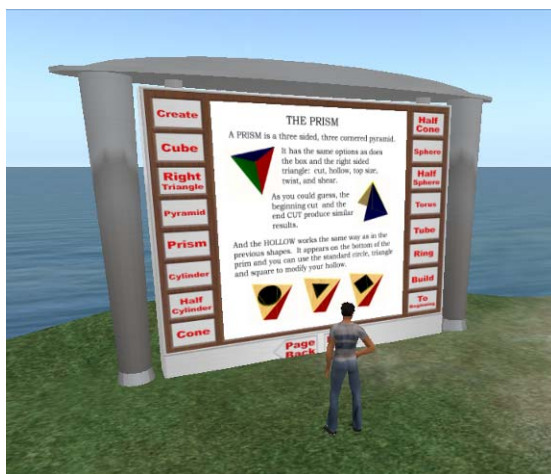 Create
Cube
Right
Triangle
Pyramid
Prism
Cylinder
Half
Cylinder
Cone
THE PRISM
A PRISM is a three sided, three cornered pyramid.
It has the same options as does
the box and the right sided
triangle: cut, hollow, top size,
twist, and shear.
As you could guess, the
beginning cut and the
end CUT produce similar
results.
And the HOLLOW works the same way as in the
previous shapes. It appears on the bottom of the
prim and you can use the standard circle, triangle
and square to modify your hollow.
Page
Back
Half
Cone
Sphere
Half
Sphere
Torus
Tube
Ring
Build
To
Beginning